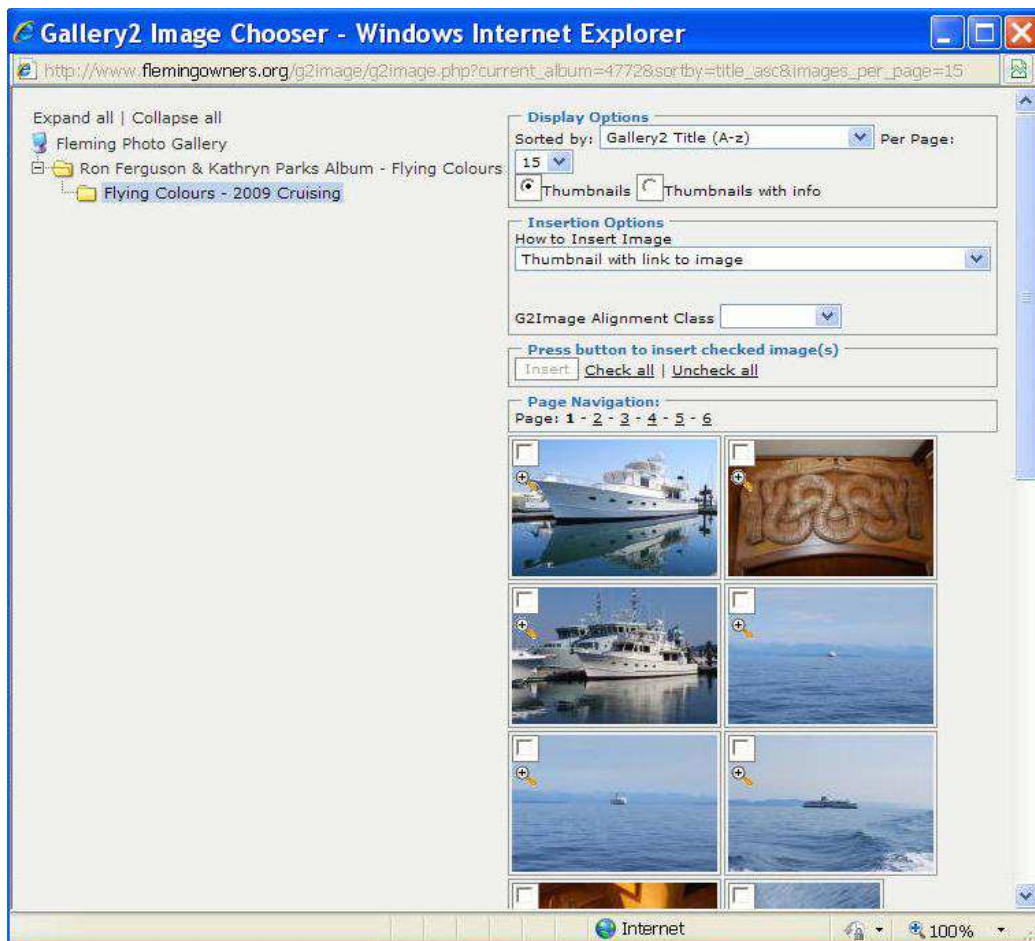 Gallery2 Image Chooser - Windows Internet Explorer
http://www.flemingowners.org/g2image/g2image.php?current_album=4772&sortby=title_asc&images_per_page=15
Expand all | Collapse all
Fleming Photo Gallery
Ron Ferguson & Kathryn Parks Album - Flying Colours
Flying Colours - 2009 Cruising
Display Options
Sorted by: Gallery2 Title (A-z) Per Page:
15
Thumbnails Thumbnails with info
Insertion Options
How to Insert Image
Thumbnail with link to image
G2Image Alignment Class
Press button to insert checked image(s)
Insert Check all | Uncheck all
Page Navigation:
Page: 1 - 2 - 3 - 4 - 5 - 6
Internet
100%